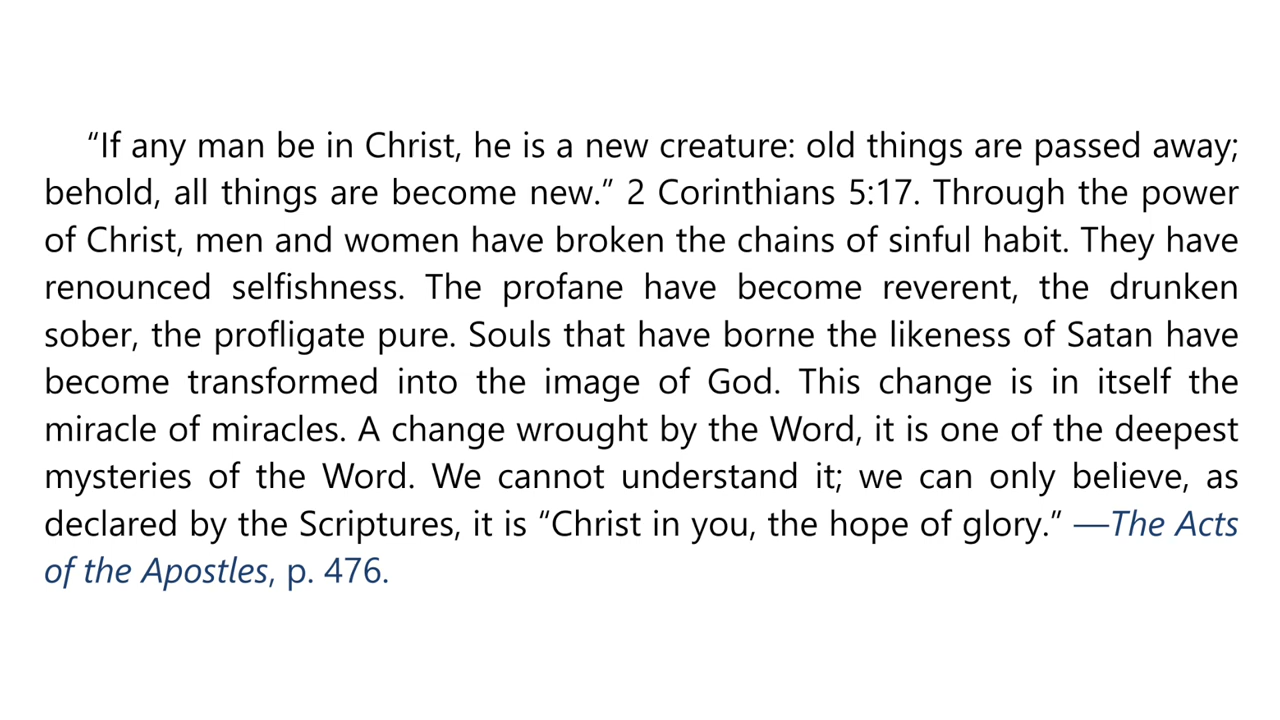 “If any man be in Christ, he is a new creature: old things are passed away;
behold, all things are become new.” 2 Corinthians 5:17. Through the power
of Christ, men and women have broken the chains of sinful habit. They have
renounced selfishness. The profane have become reverent, the drunken
sober, the profligate pure. Souls that have borne the likeness of Satan have
become transformed into the image of God. This change is in itself the
miracle of miracles. A change wrought by the Word, it is one of the deepest
mysteries of the Word. We cannot understand it; we can only believe, as
declared by the Scriptures, it is “Christ in you, the hope of glory.” —The Acts
of the Apostles, p. 476.